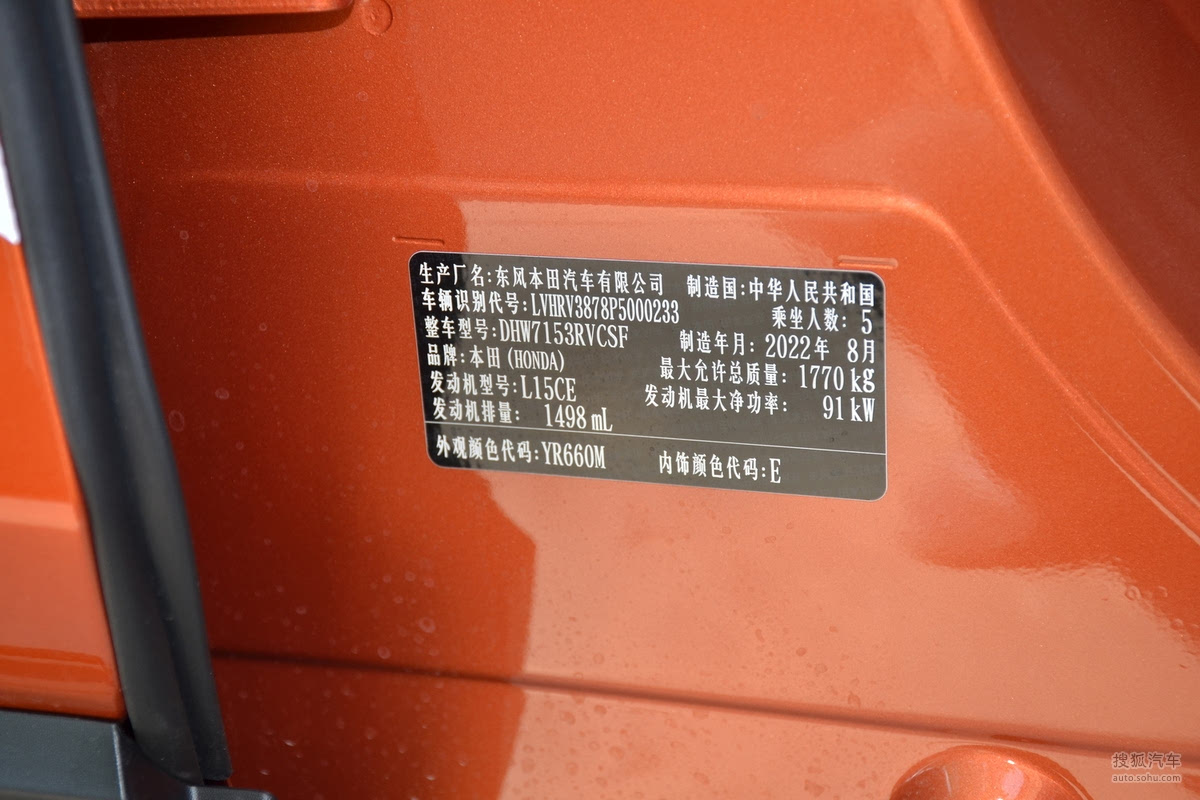 生产厂名:东风本田汽车有限公司 制造国:中华人民共和国
车辆识别代号:LVHRV3878P5000233 乘坐人数: 5
整车型号:DHW7153RVCSF 制造年月: 2022年 8月
品牌:本田(HONDA) 最大允许总质量: 1770 kg
发动机型号:L15CE 发动机最大净功率: 91 kW
发动机排量: 1498 mL
外观颜色代码:YR660M 内饰颜色代码:E
搜狐汽车
auto.sohu.com